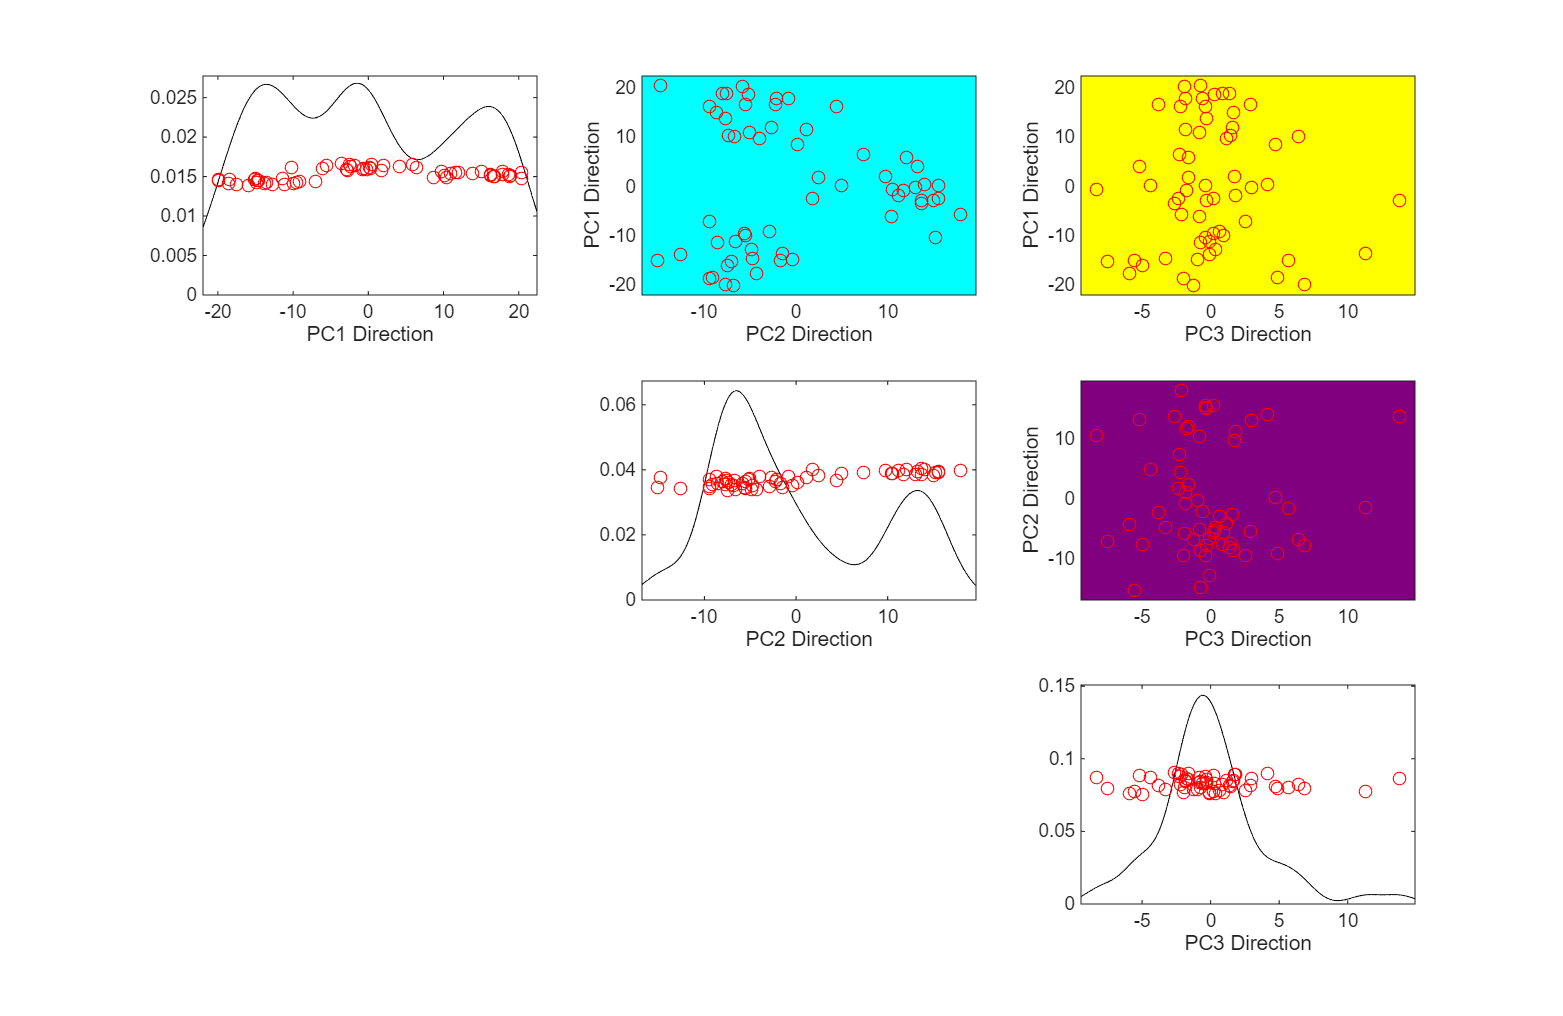 0.025
0.02
0.015
0.01
0.005
0
-20 -10 0 10 20
PC1 Direction
20
10
0
-10
-20
PC1 Direction
-10 0 10
PC2 Direction
20
10
0
-10
-20
PC1 Direction
-5 0 5 10
PC3 Direction
0.06
0.04
0.02
0
-10 0 10
PC2 Direction
10
0
-10
PC2 Direction
-5 0 5 10
PC3 Direction
0.15
0.1
0.05
0
-5 0 5 10
PC3 Direction